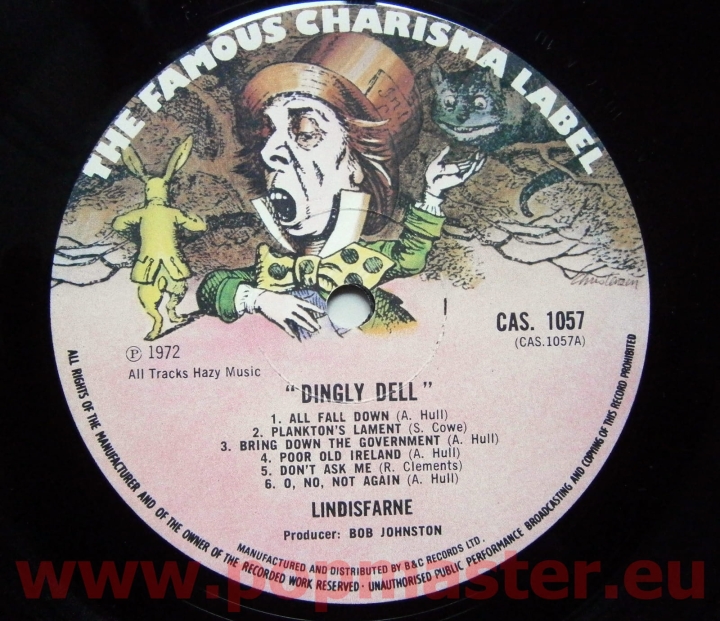 THE FAMOUS CHARISMA LABEL
CAS. 1057
(CAS.1057A)
Ⓟ 1972
All Tracks Hazy Music
"DINGLY DELL"
1. ALL FALL DOWN (A. Hull)
2. PLANKTON'S LAMENT (S. Cowe)
3. BRING DOWN THE GOVERNMENT (A. Hull)
4. POOR OLD IRELAND (A. Hull)
5. DON'T ASK ME (R. Clements)
6. O, NO, NOT AGAIN (A. Hull)
LINDISFARNE
Producer: BOB JOHNSTON
MANUFACTURED AND DISTRIBUTED BY B&C RECORDS LTD.
ALL RIGHTS OF THE MANUFACTURER AND OF THE OWNER OF THE RECORDED WORK RESERVED · UNAUTHORISED PUBLIC PERFORMANCE BROADCASTING AND COPYING OF THIS RECORD PROHIBITED
www.popmaster.eu